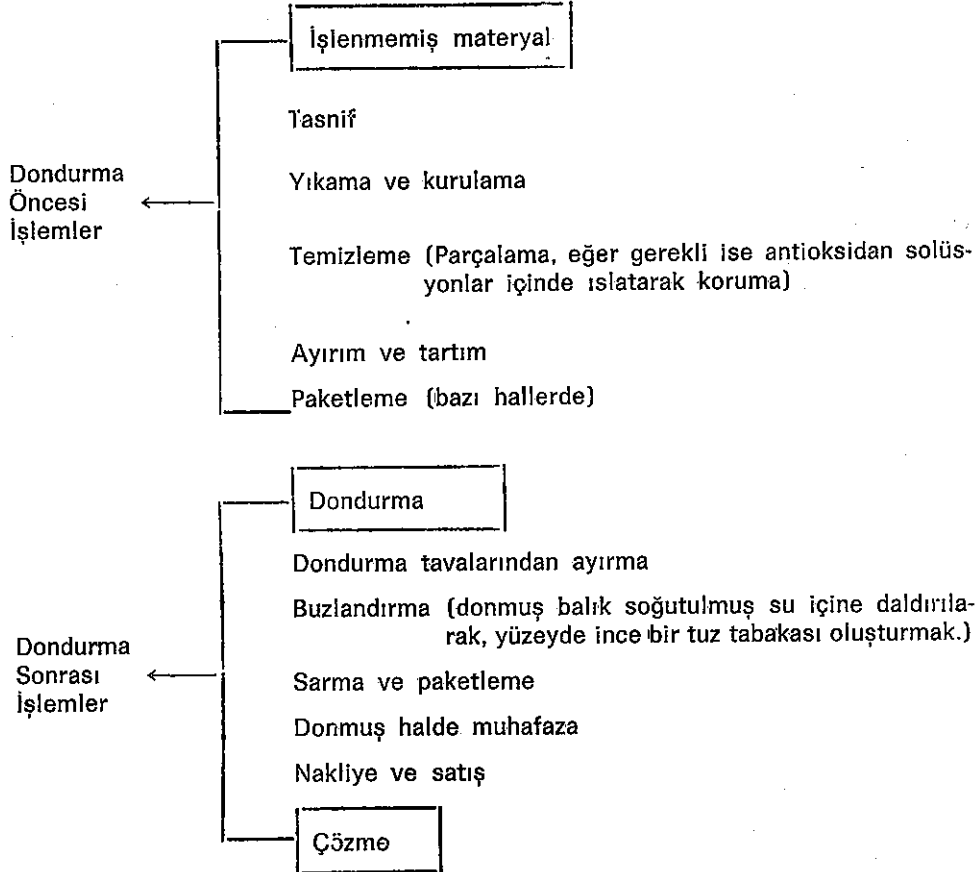 İşlenmemiş materyal
Tasnif
Dondurma
Öncesi
İşlemler
Yıkama ve kurulama
Temizleme (Parçalama, eğer gerekli ise antioksidan solüs-
yonlar içinde ıslatarak koruma)
Ayırım ve tartım
Paketleme (bazı hallerde)
Dondurma
Dondurma tavalarından ayırma
Buzlandırma (donmuş balık soğutulmuş su içine daldırıla-
rak, yüzeyde ince bir tuz tabakası oluşturmak.)
Dondurma
Sonrası
İşlemler
Sarma ve paketleme
Donmuş halde muhafaza
Nakliye ve satış
Çözme